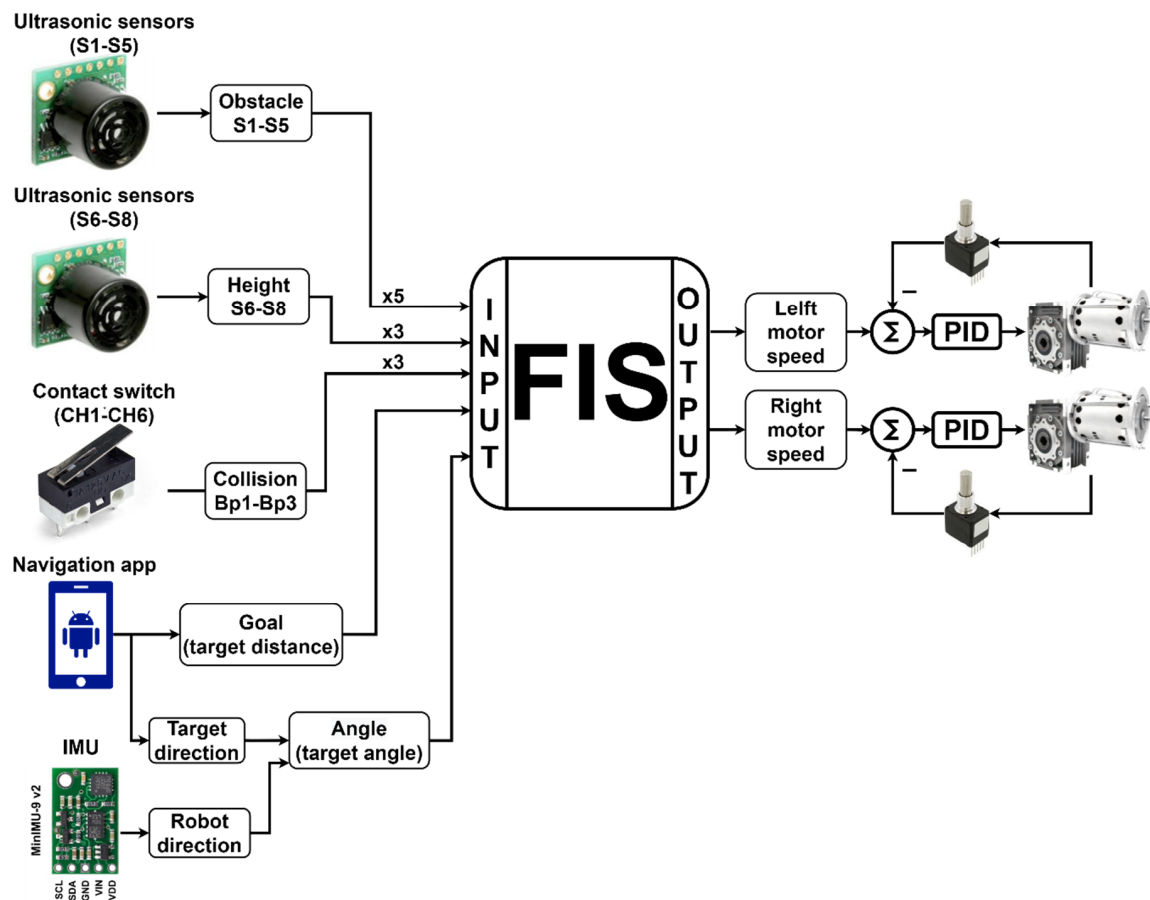 Ultrasonic sensors
(S1-S5)
Obstacle
S1-S5
Ultrasonic sensors
(S6-S8)
Height
S6-S8
x5
x3
x3
Contact switch
(CH1-CH6)
Collision
Bp1-Bp3
Navigation app
Goal
(target distance)
Target
direction
Angle
(target angle)
IMU
MinIMU-9 v2
Robot
direction
SCL
SDA
GND
VIN
VDD
INPUT
FIS
OUTPUT
Lelft
motor
speed
Σ
PID
–
Right
motor
speed
Σ
PID
–